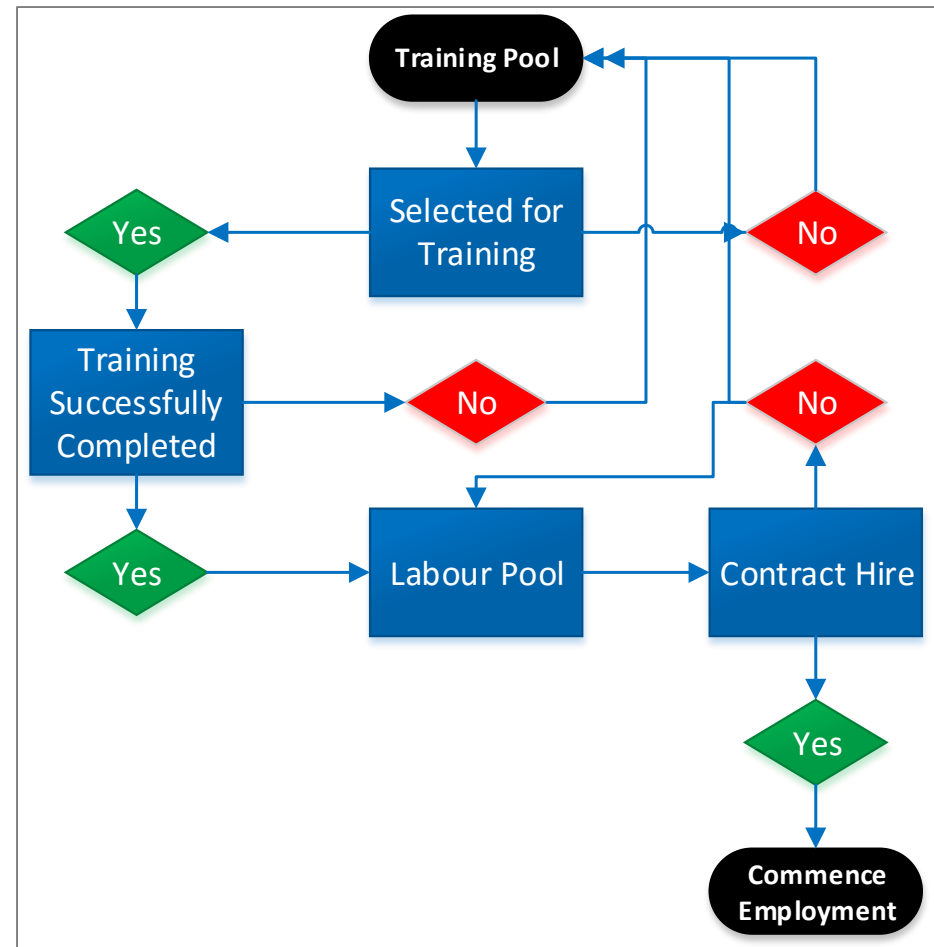 Training Pool
Selected for
Training
Yes
No
Training
Successfully
Completed
No
No
Yes
Labour Pool
Contract Hire
Yes
Commence
Employment